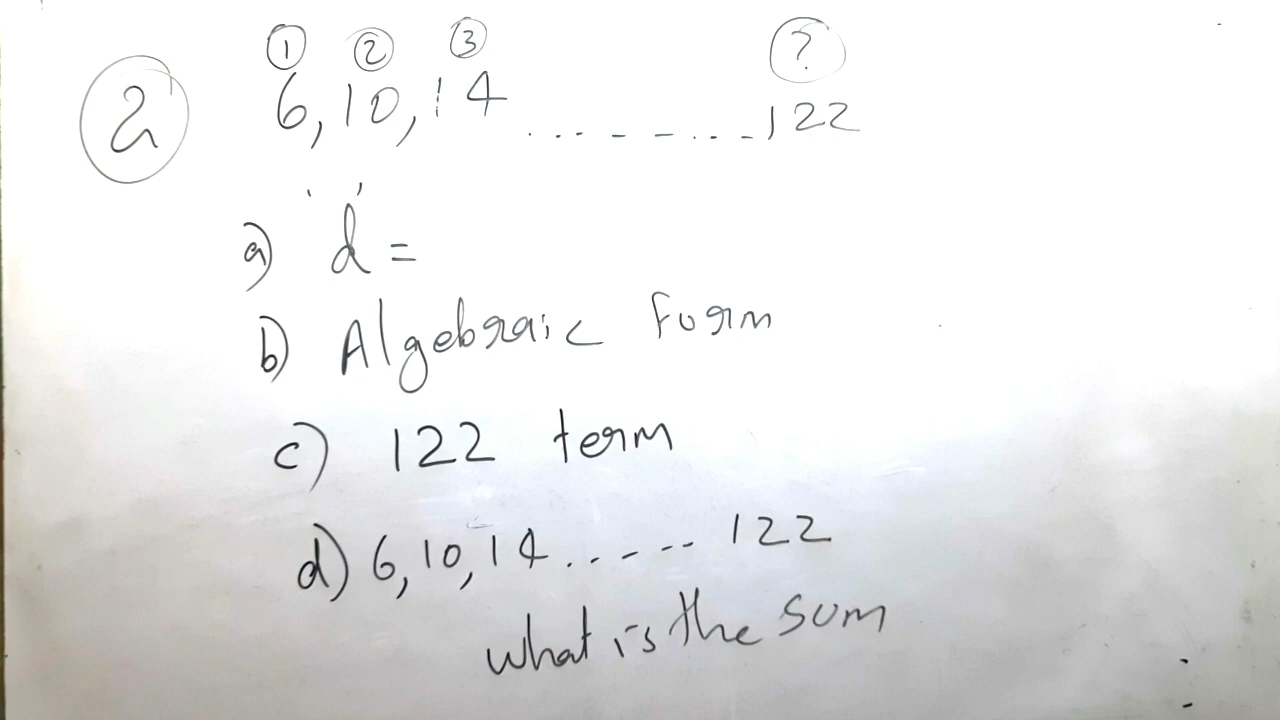 ① ② ③ ?
2 6, 10, 14 ... - - ... - 122
a) 'd' =
b) Algebraic form
c) 122 term
d) 6, 10, 14 ..- - -- 122
what is the sum